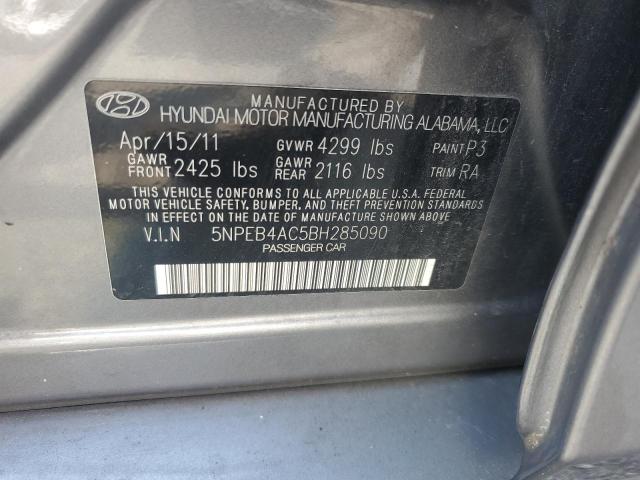 MANUFACTURED BY
HYUNDAI MOTOR MANUFACTURING ALABAMA, LLC
Apr/15/11 GVWR 4299 lbs PAINT P3
GAWR FRONT 2425 lbs GAWR REAR 2116 lbs TRIM RA
THIS VEHICLE CONFORMS TO ALL APPLICABLE U.S.A. FEDERAL
MOTOR VEHICLE SAFETY, BUMPER, AND THEFT PREVENTION STANDARDS
IN EFFECT ON THE DATE OF MANUFACTURE SHOWN ABOVE
V.I.N 5NPEB4AC5BH285090
PASSENGER CAR